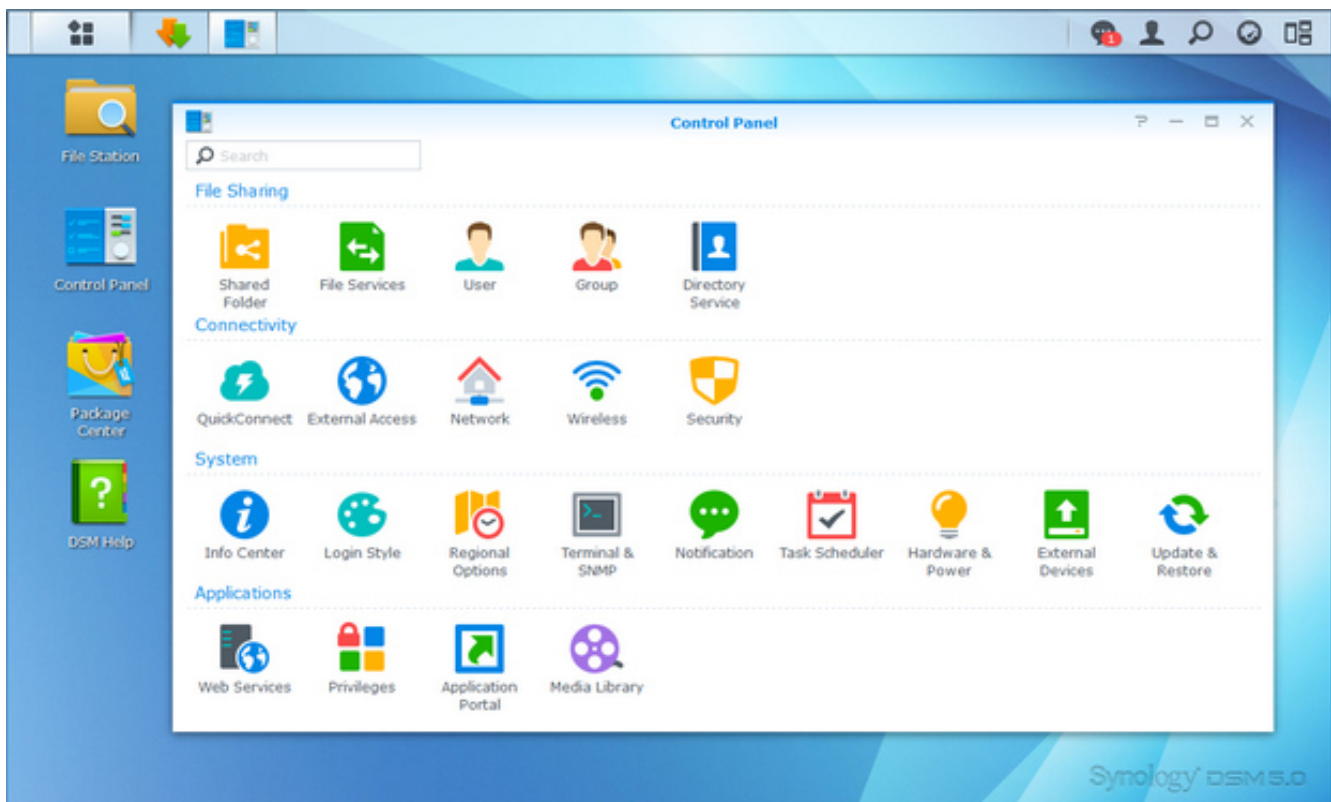 1
File Station
Control Panel
Package
Center
DSM Help
Control Panel
Search
File Sharing
Shared
Folder
File Services
User
Group
Directory
Service
Connectivity
QuickConnect
External Access
Network
Wireless
Security
System
Info Center
Login Style
Regional
Options
Terminal &
SNMP
Notification
Task Scheduler
Hardware &
Power
External
Devices
Update &
Restore
Applications
Web Services
Privileges
Application
Portal
Media Library
Synology DSM 5.0